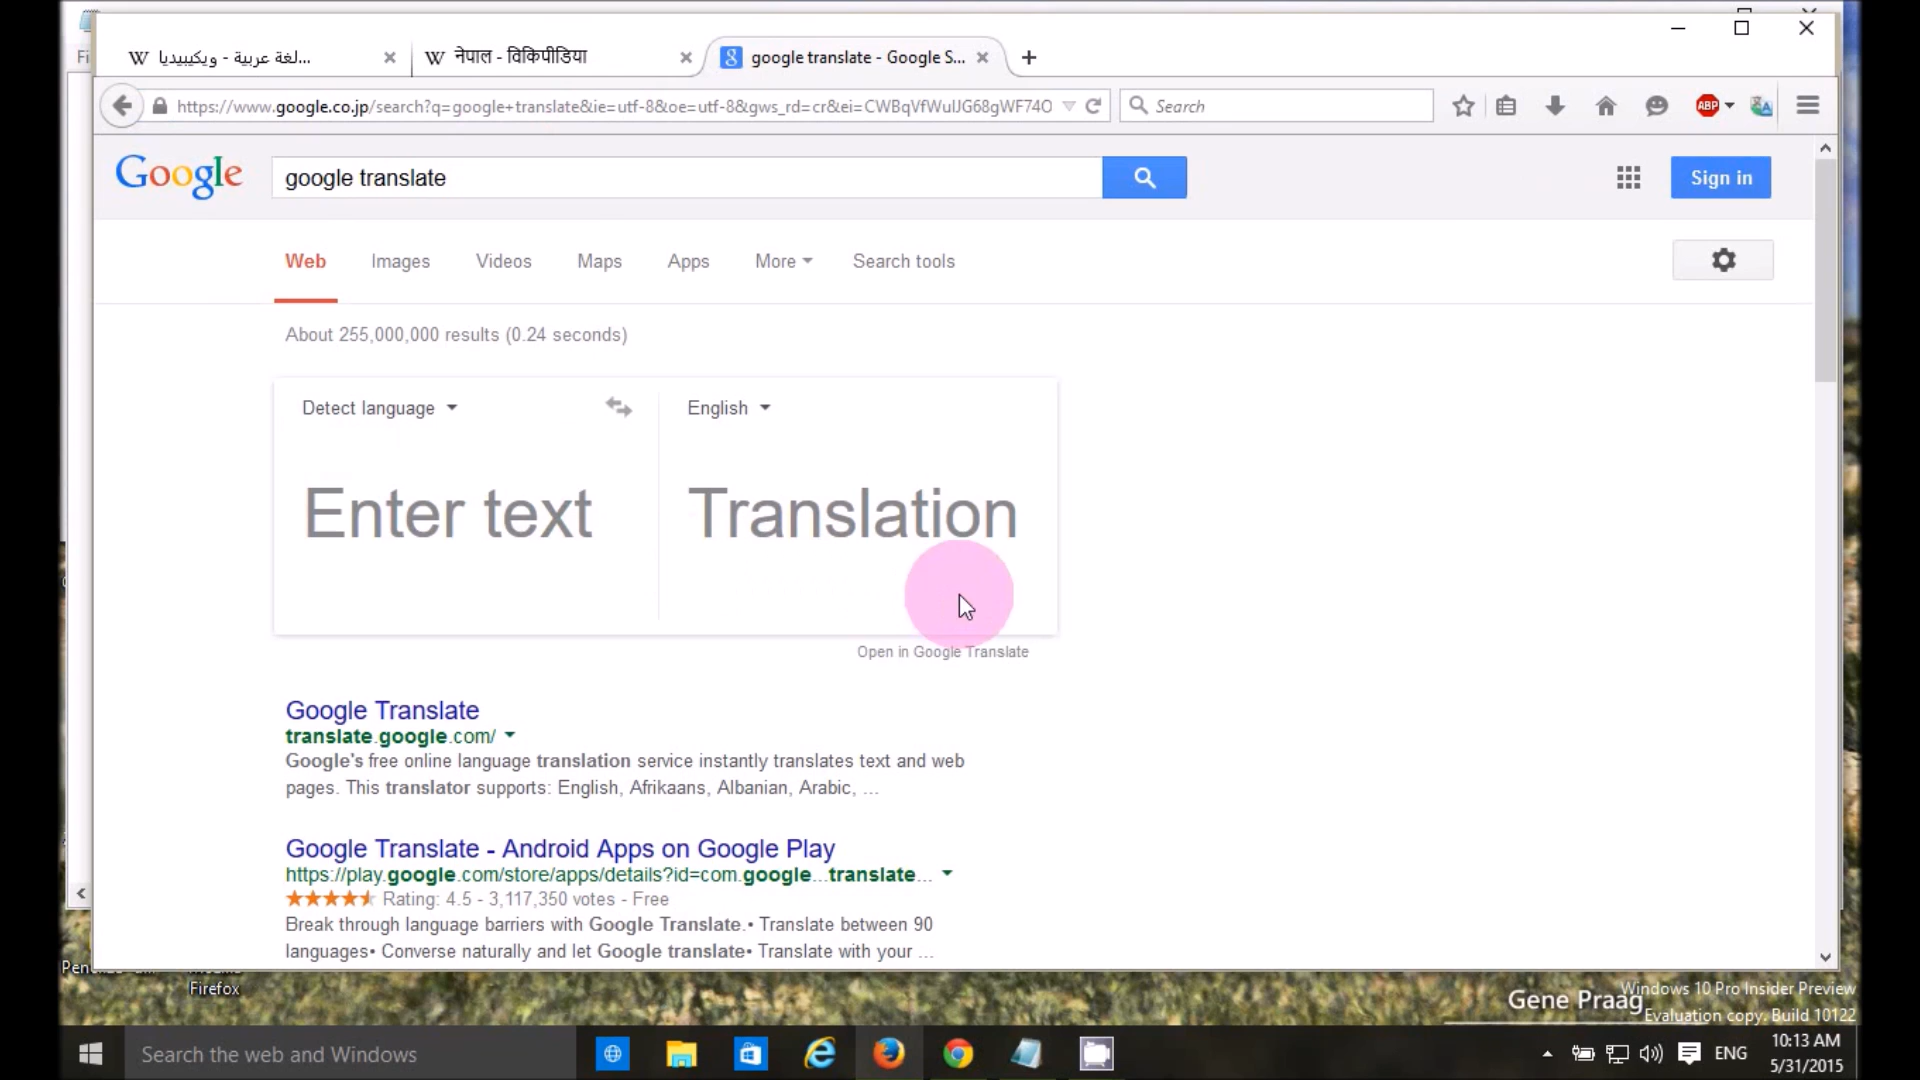 Fi
لغة عربية - ويكيبيديا...
नेपाल - विकिपीडिया
google translate - Google S...
https://www.google.co.jp/search?q=google+translate&ie=utf-8&oe=utf-8&gws_rd=cr&ei=CWBqVfWulJG68gWF74O
Search
ABP
Google
google translate
Sign in
Web
Images
Videos
Maps
Apps
More
Search tools
About 255,000,000 results (0.24 seconds)
Detect language
English
Enter text
Translation
Open in Google Translate
Google Translate
translate.google.com/
Google's free online language translation service instantly translates text and web
pages. This translator supports: English, Afrikaans, Albanian, Arabic, ...
Google Translate - Android Apps on Google Play
https://play.google.com/store/apps/details?id=com.google...translate...
Rating: 4.5 - 3,117,350 votes - Free
Break through language barriers with Google Translate.• Translate between 90
languages• Converse naturally and let Google translate• Translate with your ...
Firefox
Windows 10 Pro Insider Preview
Gene Praag
Evaluation copy. Build 10122
Search the web and Windows
ENG
10:13 AM
5/31/2015